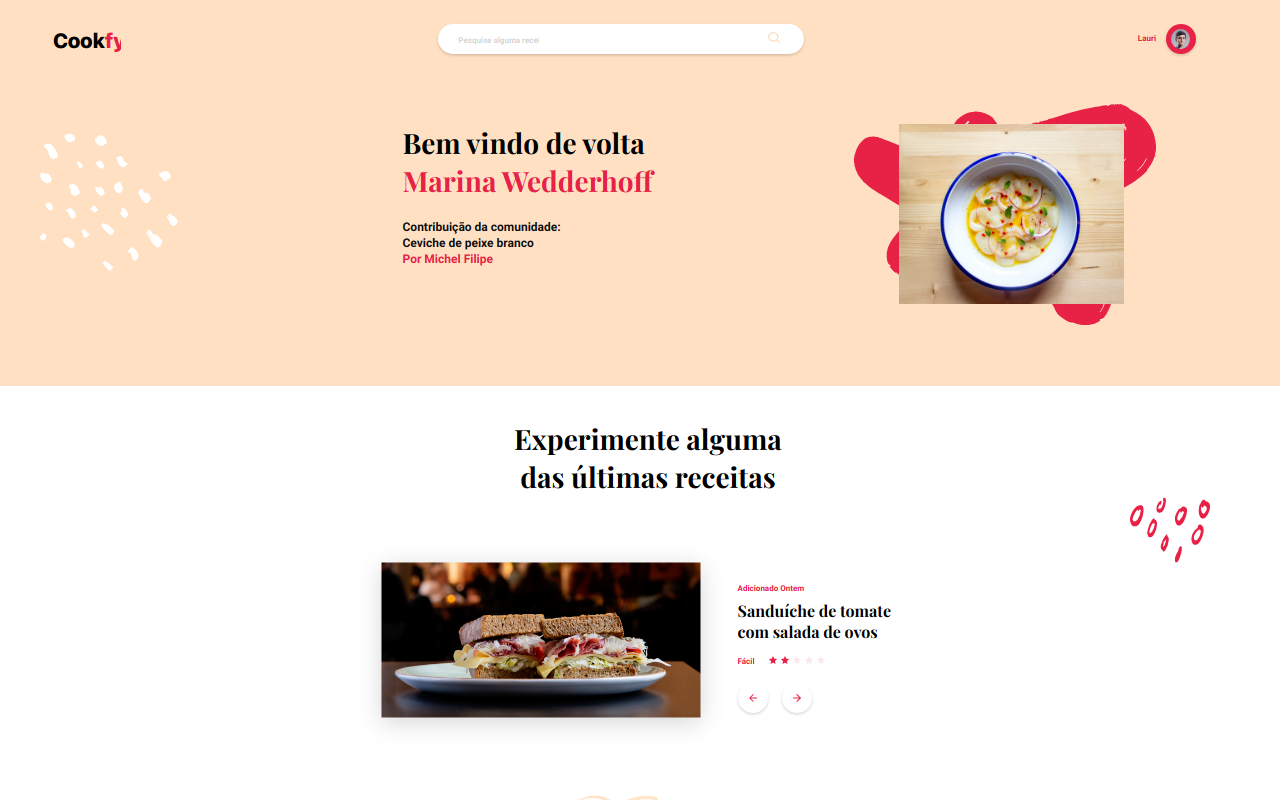 Cookfy
Pesquise alguma recei
Lauri
Bem vindo de volta
Marina Wedderhoff
Contribuição da comunidade:
Ceviche de peixe branco
Por Michel Filipe
Experimente alguma
das últimas receitas
Adicionado Ontem
Sanduíche de tomate
com salada de ovos
Fácil